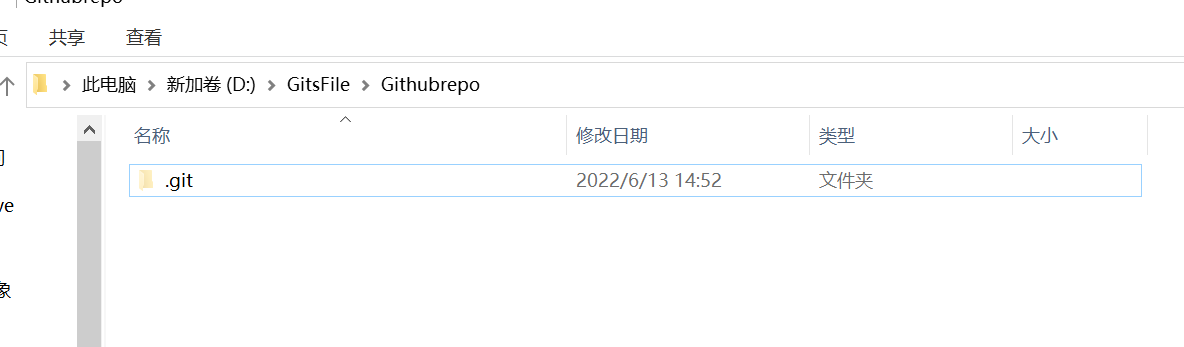 Githubrepo
页 共享 查看
此电脑 新加卷 (D:) GitsFile Githubrepo
名称 修改日期 类型 大小
.git 2022/6/13 14:52 文件夹
ve
象